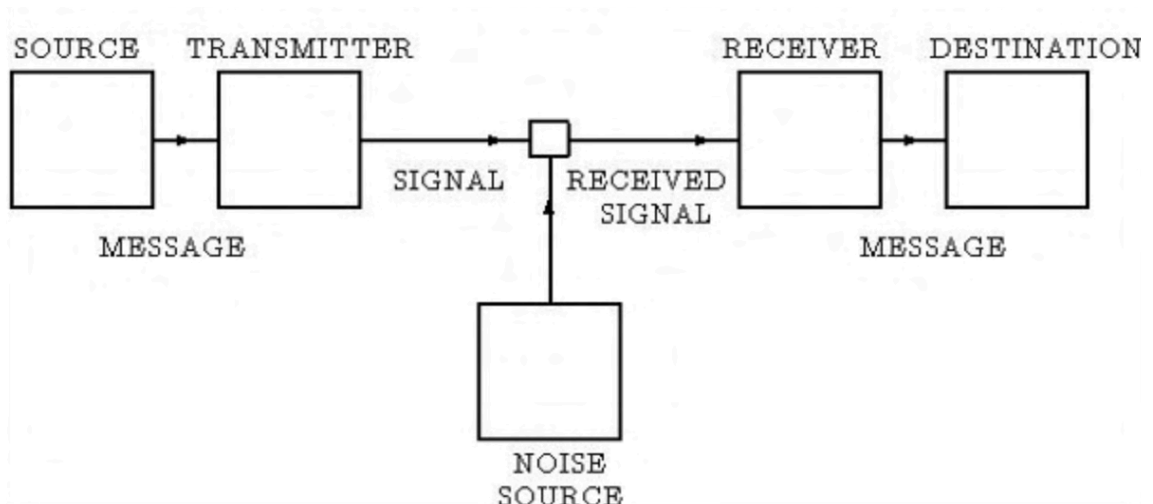 SOURCE
TRANSMITTER
RECEIVER
DESTINATION
SIGNAL
RECEIVED
SIGNAL
MESSAGE
MESSAGE
NOISE
SOURCE